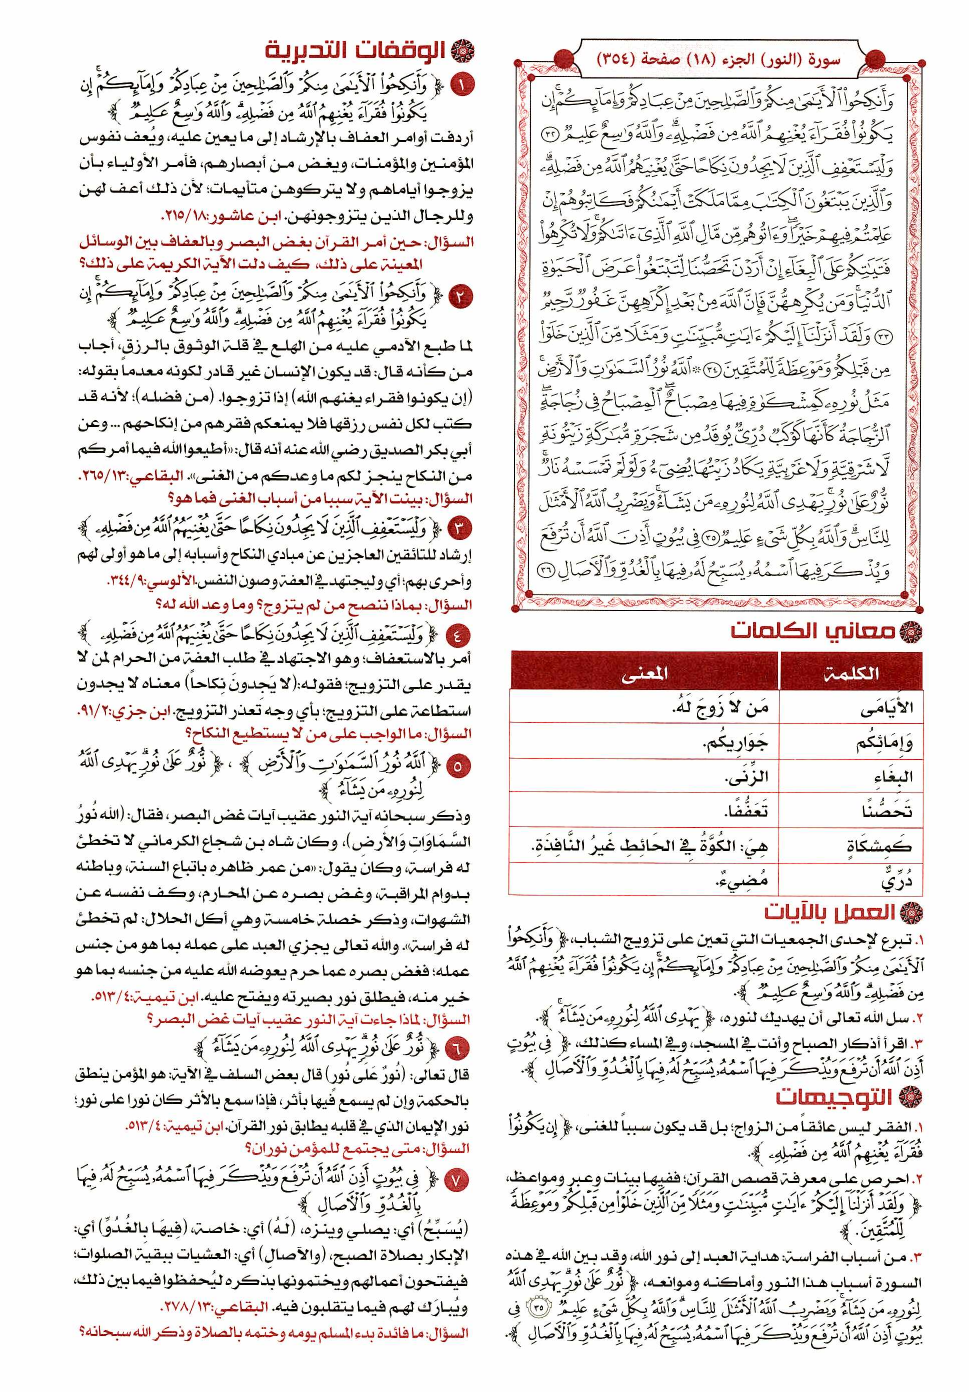 سورة (النور) الجزء (١٨) صفحة (٣٥٤)
وَأَنكِحُوا۟ ٱلْأَيَـٰمَىٰ مِنكُمْ وَٱلصَّـٰلِحِينَ مِنْ عِبَادِكُمْ وَإِمَآئِكُمْ ۚ إِن
يَكُونُوا۟ فُقَرَآءَ يُغْنِهِمُ ٱللَّهُ مِن فَضْلِهِۦ ۗ وَٱللَّهُ وَٰسِعٌ عَلِيمٌ ٣٢
وَلْيَسْتَعْفِفِ ٱلَّذِينَ لَا يَجِدُونَ نِكَاحًا حَتَّىٰ يُغْنِيَهُمُ ٱللَّهُ مِن فَضْلِهِۦ ۗ
وَٱلَّذِينَ يَبْتَغُونَ ٱلْكِتَـٰبَ مِمَّا مَلَكَتْ أَيْمَـٰنُكُمْ فَكَاتِبُوهُمْ إِنْ
عَلِمْتُمْ فِيهِمْ خَيْرًا ۖ وَءَاتُوهُم مِّن مَّالِ ٱللَّهِ ٱلَّذِىٓ ءَاتَىٰكُمْ ۚ وَلَا تُكْرِهُوا۟
فَتَيَـٰتِكُمْ عَلَى ٱلْبِغَآءِ إِنْ أَرَدْنَ تَحَصُّنًا لِّتَبْتَغُوا۟ عَرَضَ ٱلْحَيَوٰةِ
ٱلدُّنْيَا ۚ وَمَن يُكْرِههُّنَّ فَإِنَّ ٱللَّهَ مِنۢ بَعْدِ إِكْرَٰهِهِنَّ غَفُورٌ رَّحِيمٌ
٣٣ وَلَقَدْ أَنزَلْنَآ إِلَيْكُمْ ءَايَـٰتٍ مُّبَيِّنَـٰتٍ وَمَثَلًا مِّنَ ٱلَّذِينَ خَلَوْا۟
مِن قَبْلِكُمْ وَمَوْعِظَةً لِّلْمُتَّقِينَ ٣٤ ۞ ٱللَّهُ نُورُ ٱلسَّمَـٰوَٰتِ وَٱلْأَرْضِ ۚ
مَثَلُ نُورِهِۦ كَمِشْكَوٰةٍ فِيهَا مِصْبَاحٌ ۖ ٱلْمِصْبَاحُ فِى زُجَاجَةٍ ۖ
ٱلزُّجَاجَةُ كَأَنَّهَا كَوْكَبٌ دُرِّىٌّ يُوقَدُ مِن شَجَرَةٍ مُّبَـٰرَكَةٍ زَيْتُونَةٍ
لَّا شَرْقِيَّةٍ وَلَا غَرْبِيَّةٍ يَكَادُ زَيْتُهَا يُضِىٓءُ وَلَوْ لَمْ تَمْسَسْهُ نَارٌ ۚ
نُّورٌ عَلَىٰ نُورٍ ۗ يَهْدِى ٱللَّهُ لِنُورِهِۦ مَن يَشَآءُ ۚ وَيَضْرِبُ ٱللَّهُ ٱلْأَمْثَـٰلَ
لِلنَّاسِ ۗ وَٱللَّهُ بِكُلِّ شَىْءٍ عَلِيمٌ ٣٥ فِى بُيُوتٍ أَذِنَ ٱللَّهُ أَن تُرْفَعَ
وَيُذْكَرَ فِيهَا ٱسْمُهُۥ يُسَبِّحُ لَهُۥ فِيهَا بِٱلْغُدُوِّ وَٱلْـَٔاصَالِ ٣٦
معاني الكلمات
الكلمة المعنى
الأَيَامَى مَن لاَ زَوجَ لَهُ.
وَإِمَائِكُم جَوَارِيكُم.
البِغَاءِ الزِّنَى.
تَحَصُّنًا تَعَفُّفًا.
كَمِشكَاةٍ هِيَ: الكُوَّةُ فِي الحَائِطِ غَيرُ النَّافِذَةِ.
دُرِّيٌّ مُضِيءٌ.
العمل بالآيات
١. تبرع لإحدى الجمعيات التي تعين على تزويج الشباب، ﴿ وَأَنكِحُوا۟
ٱلْأَيَـٰمَىٰ مِنكُمْ وَٱلصَّـٰلِحِينَ مِنْ عِبَادِكُمْ وَإِمَآئِكُمْ ۚ إِن يَكُونُوا۟ فُقَرَآءَ يُغْنِهِمُ ٱللَّهُ
مِن فَضْلِهِۦ ۗ وَٱللَّهُ وَٰسِعٌ عَلِيمٌ ﴾.
٢. سل الله تعالى أن يهديك لنوره، ﴿ يَهْدِى ٱللَّهُ لِنُورِهِۦ مَن يَشَآءُ ﴾.
٣. اقرأ أذكار الصباح وأنت في المسجد، وفي المساء كذلك، ﴿ فِى بُيُوتٍ
أَذِنَ ٱللَّهُ أَن تُرْفَعَ وَيُذْكَرَ فِيهَا ٱسْمُهُۥ يُسَبِّحُ لَهُۥ فِيهَا بِٱلْغُدُوِّ وَٱلْـَٔاصَالِ ﴾.
التوجيهات
١. الفقر ليس عائقاً من الزواج؛ بل قد يكون سبباً للغنى، ﴿ إِن يَكُونُوا۟
فُقَرَآءَ يُغْنِهِمُ ٱللَّهُ مِن فَضْلِهِۦ ﴾.
٢. احرص على معرفة قصص القرآن؛ ففيها بينات وعبر ومواعظ،
﴿ وَلَقَدْ أَنزَلْنَآ إِلَيْكُمْ ءَايَـٰتٍ مُّبَيِّنَـٰتٍ وَمَثَلًا مِّنَ ٱلَّذِينَ خَلَوْا۟ مِن قَبْلِكُمْ وَمَوْعِظَةً
لِّلْمُتَّقِينَ ﴾.
٣. من أسباب الفراسة: هداية العبد إلى نور الله، وقد بين الله في هذه
السورة أسباب هذا النور وأماكنه وموانعه، ﴿ نُّورٌ عَلَىٰ نُورٍ ۗ يَهْدِى ٱللَّهُ
لِنُورِهِۦ مَن يَشَآءُ ۚ وَيَضْرِبُ ٱللَّهُ ٱلْأَمْثَـٰلَ لِلنَّاسِ ۗ وَٱللَّهُ بِكُلِّ شَىْءٍ عَلِيمٌ ٣٥ فِى
بُيُوتٍ أَذِنَ ٱللَّهُ أَن تُرْفَعَ وَيُذْكَرَ فِيهَا ٱسْمُهُۥ يُسَبِّحُ لَهُۥ فِيهَا بِٱلْغُدُوِّ وَٱلْـَٔاصَالِ ﴾.
الوقفات التدبرية
١ ﴿ وَأَنكِحُوا۟ ٱلْأَيَـٰمَىٰ مِنكُمْ وَٱلصَّـٰلِحِينَ مِنْ عِبَادِكُمْ وَإِمَآئِكُمْ ۚ إِن
يَكُونُوا۟ فُقَرَآءَ يُغْنِهِمُ ٱللَّهُ مِن فَضْلِهِۦ ۗ وَٱللَّهُ وَٰسِعٌ عَلِيمٌ ﴾
أردفت أوامر العفاف بالإرشاد إلى ما يعين عليه، ويُعف نفوس
المؤمنين والمؤمنات، ويغض من أبصارهم، فأمر الأولياء بأن
يزوجوا أياماهم ولا يتركوهن متأيمات؛ لأن ذلك أعف لهن
وللرجال الذين يتزوجونهن. ابن عاشور:٢١٥/١٨.
السؤال: حين أمر القرآن بغض البصر وبالعفاف بين الوسائل
المعينة على ذلك، كيف دلت الآية الكريمة على ذلك؟
٢ ﴿ وَأَنكِحُوا۟ ٱلْأَيَـٰمَىٰ مِنكُمْ وَٱلصَّـٰلِحِينَ مِنْ عِبَادِكُمْ وَإِمَآئِكُمْ ۚ إِن
يَكُونُوا۟ فُقَرَآءَ يُغْنِهِمُ ٱللَّهُ مِن فَضْلِهِۦ ۗ وَٱللَّهُ وَٰسِعٌ عَلِيمٌ ﴾
لما طبع الآدمي عليه من الهلع في قلة الوثوق بالرزق، أجاب
من كأنه قال: قد يكون الإنسان غير قادر لكونه معدماً بقوله:
(إن يكونوا فقراء يغنهم الله) إذا تزوجوا. (من فضله)؛ لأنه قد
كتب لكل نفس رزقها فلا يمنعكم فقرهم من إنكاحهم ... وعن
أبي بكر الصديق رضي الله عنه أنه قال: «أطيعوا الله فيما أمركم
من النكاح ينجز لكم ما وعدكم من الغنى». البقاعي:٢٦٥/١٣.
السؤال: بينت الآية سببا من أسباب الغنى فما هو؟
٣ ﴿ وَلْيَسْتَعْفِفِ ٱلَّذِينَ لَا يَجِدُونَ نِكَاحًا حَتَّىٰ يُغْنِيَهُمُ ٱللَّهُ مِن فَضْلِهِۦ ﴾
إرشاد للتائقين العاجزين عن مبادي النكاح وأسبابه إلى ما هو أولى لهم
وأحرى بهم؛ أي وليجتهد في العفة وصون النفس. الألوسي:٣٤٤/٩.
السؤال: بماذا ننصح من لم يتزوج؟ وما وعد الله له؟
٤ ﴿ وَلْيَسْتَعْفِفِ ٱلَّذِينَ لَا يَجِدُونَ نِكَاحًا حَتَّىٰ يُغْنِيَهُمُ ٱللَّهُ مِن فَضْلِهِۦ ﴾
أمر بالاستعفاف؛ وهو الاجتهاد في طلب العفة من الحرام لمن لا
يقدر على التزويج؛ فقوله: (لا يَجِدونَ نِكاحاً) معناه لا يجدون
استطاعة على التزويج؛ بأي وجه تعذر التزويج. ابن جزي:٩١/٢.
السؤال: ما الواجب على من لا يستطيع النكاح؟
٥ ﴿ ٱللَّهُ نُورُ ٱلسَّمَـٰوَٰتِ وَٱلْأَرْضِ ﴾ ، ﴿ نُّورٌ عَلَىٰ نُورٍ ۗ يَهْدِى ٱللَّهُ
لِنُورِهِۦ مَن يَشَآءُ ﴾
وذكر سبحانه آية النور عقيب آيات غض البصر، فقال: (الله نُورُ
السَّمَاوَاتِ وَالأَرضِ)، وكان شاه بن شجاع الكرماني لا تخطئ
له فراسة، وكان يقول: «من عمر ظاهره باتباع السنة، وباطنه
بدوام المراقبة، وغض بصره عن المحارم، وكف نفسه عن
الشهوات، وذكر خصلة خامسة وهي أكل الحلال: لم تخطئ
له فراسة». والله تعالى يجزي العبد على عمله بما هو من جنس
عمله؛ فغض بصره عما حرم يعوضه الله عليه من جنسه بما هو
خير منه، فيطلق نور بصيرته ويفتح عليه. ابن تيمية:٥١٣/٤.
السؤال: لماذا جاءت آية النور عقيب آيات غض البصر؟
٦ ﴿ نُّورٌ عَلَىٰ نُورٍ ۗ يَهْدِى ٱللَّهُ لِنُورِهِۦ مَن يَشَآءُ ﴾
قال تعالى: (نُورٌ عَلَى نُورٍ) قال بعض السلف في الآية: هو المؤمن ينطق
بالحكمة وإن لم يسمع فيها بأثر، فإذا سمع بالأثر كان نورا على نور؛
نور الإيمان الذي في قلبه يطابق نور القرآن. ابن تيمية:٥١٣/٤.
السؤال: متى يجتمع للمؤمن نوران؟
٧ ﴿ فِى بُيُوتٍ أَذِنَ ٱللَّهُ أَن تُرْفَعَ وَيُذْكَرَ فِيهَا ٱسْمُهُۥ يُسَبِّحُ لَهُۥ فِيهَا
بِٱلْغُدُوِّ وَٱلْـَٔاصَالِ ﴾
(يُسَبِّحُ) أي: يصلي وينزه، (لَهُ) أي: خاصة، (فِيهَا بِالغُدُوِّ) أي:
الإبكار بصلاة الصبح، (والآصالِ) أي: العشيات ببقية الصلوات؛
فيفتحون أعمالهم ويختمونها بذكره ليُحفظوا فيما بين ذلك،
ويُبارَك لهم فيما يتقلبون فيه. البقاعي:٢٧٨/١٣.
السؤال: ما فائدة بدء المسلم يومه وختمه بالصلاة وذكر الله سبحانه؟